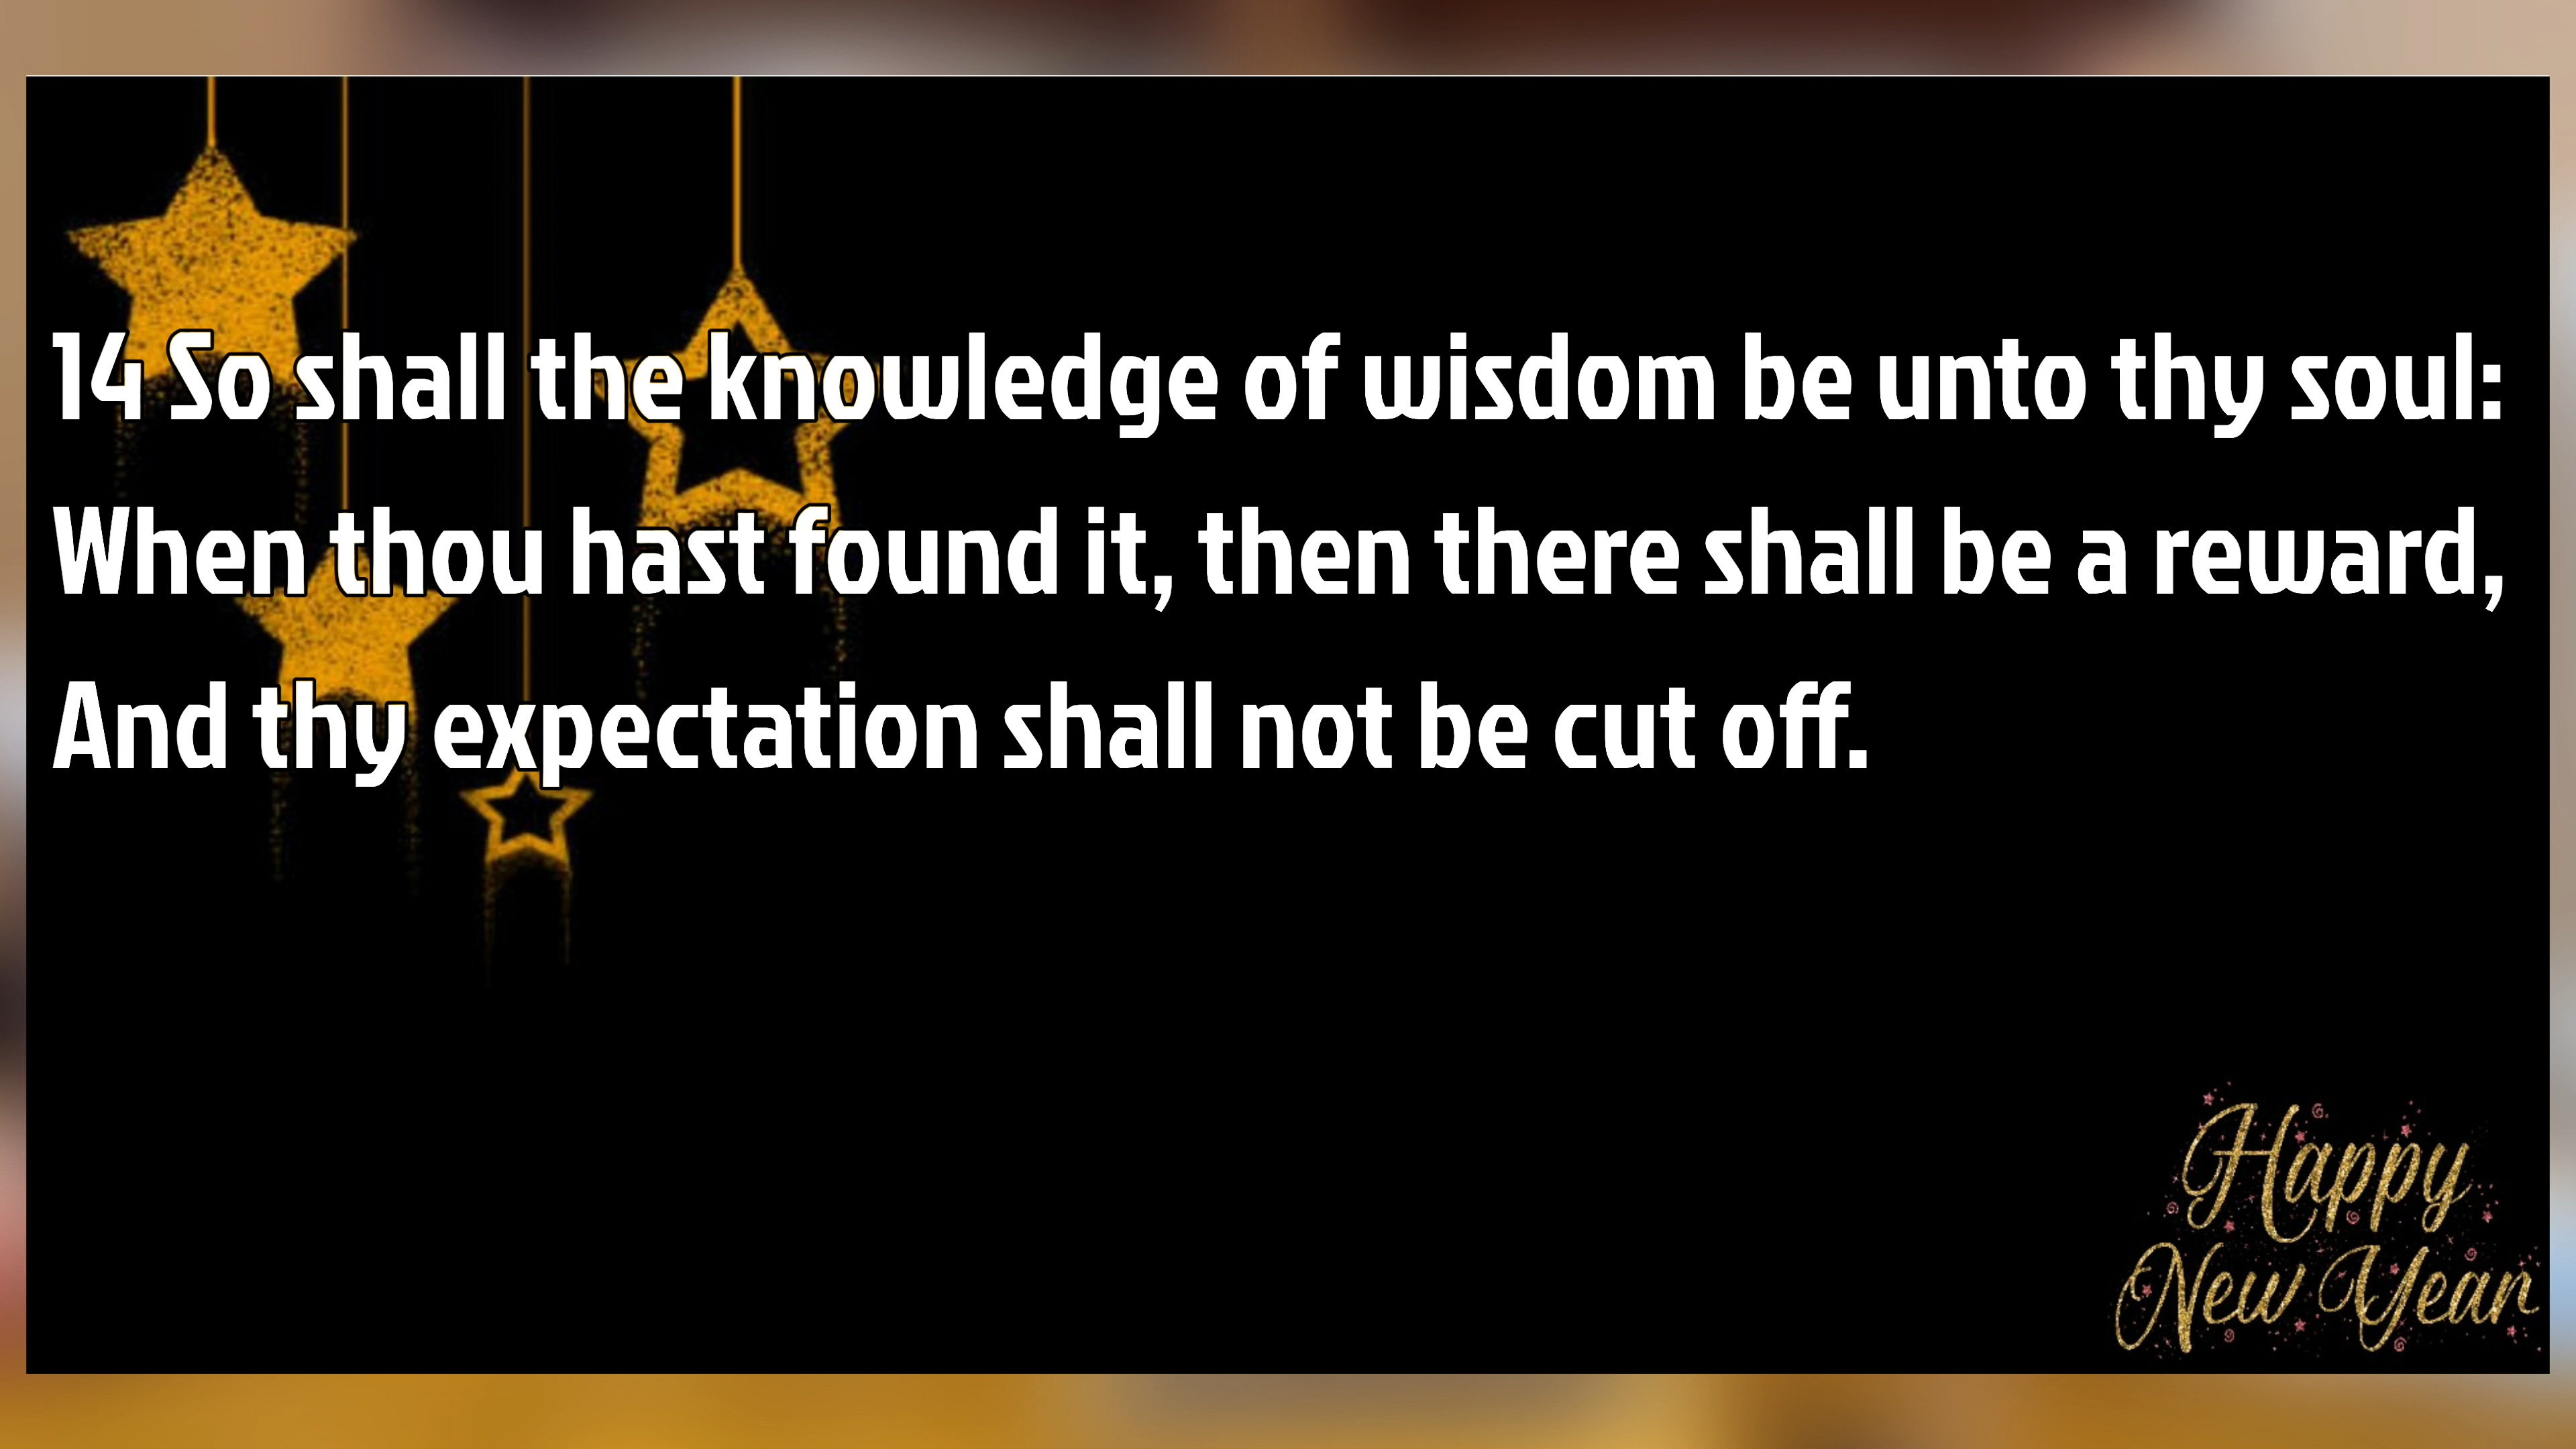 14 So shall the knowledge of wisdom be unto thy soul:
When thou hast found it, then there shall be a reward,
And thy expectation shall not be cut off.
Happy
New Year